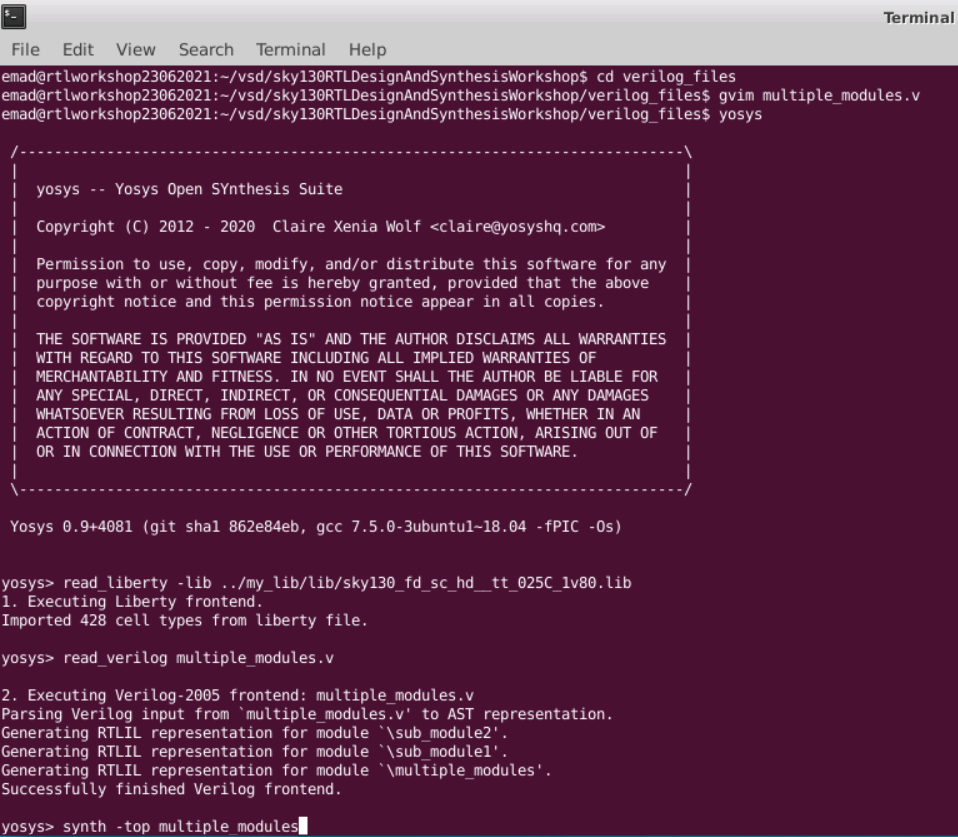 Terminal
File Edit View Search Terminal Help
emad@rtlworkshop23062021:~/vsd/sky130RTLDesignAndSynthesisWorkshop$ cd verilog_files
emad@rtlworkshop23062021:~/vsd/sky130RTLDesignAndSynthesisWorkshop/verilog_files$ gvim multiple_modules.v
emad@rtlworkshop23062021:~/vsd/sky130RTLDesignAndSynthesisWorkshop/verilog_files$ yosys
/----------------------------------------------------------------------------\
|                                                                            |
|  yosys -- Yosys Open SYnthesis Suite                                       |
|                                                                            |
|  Copyright (C) 2012 - 2020  Claire Xenia Wolf <claire@yosyshq.com>         |
|                                                                            |
|  Permission to use, copy, modify, and/or distribute this software for any  |
|  purpose with or without fee is hereby granted, provided that the above    |
|  copyright notice and this permission notice appear in all copies.         |
|                                                                            |
|  THE SOFTWARE IS PROVIDED "AS IS" AND THE AUTHOR DISCLAIMS ALL WARRANTIES  |
|  WITH REGARD TO THIS SOFTWARE INCLUDING ALL IMPLIED WARRANTIES OF          |
|  MERCHANTABILITY AND FITNESS. IN NO EVENT SHALL THE AUTHOR BE LIABLE FOR   |
|  ANY SPECIAL, DIRECT, INDIRECT, OR CONSEQUENTIAL DAMAGES OR ANY DAMAGES    |
|  WHATSOEVER RESULTING FROM LOSS OF USE, DATA OR PROFITS, WHETHER IN AN     |
|  ACTION OF CONTRACT, NEGLIGENCE OR OTHER TORTIOUS ACTION, ARISING OUT OF   |
|  OR IN CONNECTION WITH THE USE OR PERFORMANCE OF THIS SOFTWARE.            |
|                                                                            |
\----------------------------------------------------------------------------/
Yosys 0.9+4081 (git sha1 862e84eb, gcc 7.5.0-3ubuntu1~18.04 -fPIC -Os)
yosys> read_liberty -lib ../my_lib/lib/sky130_fd_sc_hd__tt_025C_1v80.lib
1. Executing Liberty frontend.
Imported 428 cell types from liberty file.
yosys> read_verilog multiple_modules.v
2. Executing Verilog-2005 frontend: multiple_modules.v
Parsing Verilog input from `multiple_modules.v' to AST representation.
Generating RTLIL representation for module `\sub_module2'.
Generating RTLIL representation for module `\sub_module1'.
Generating RTLIL representation for module `\multiple_modules'.
Successfully finished Verilog frontend.
yosys> synth -top multiple_modules